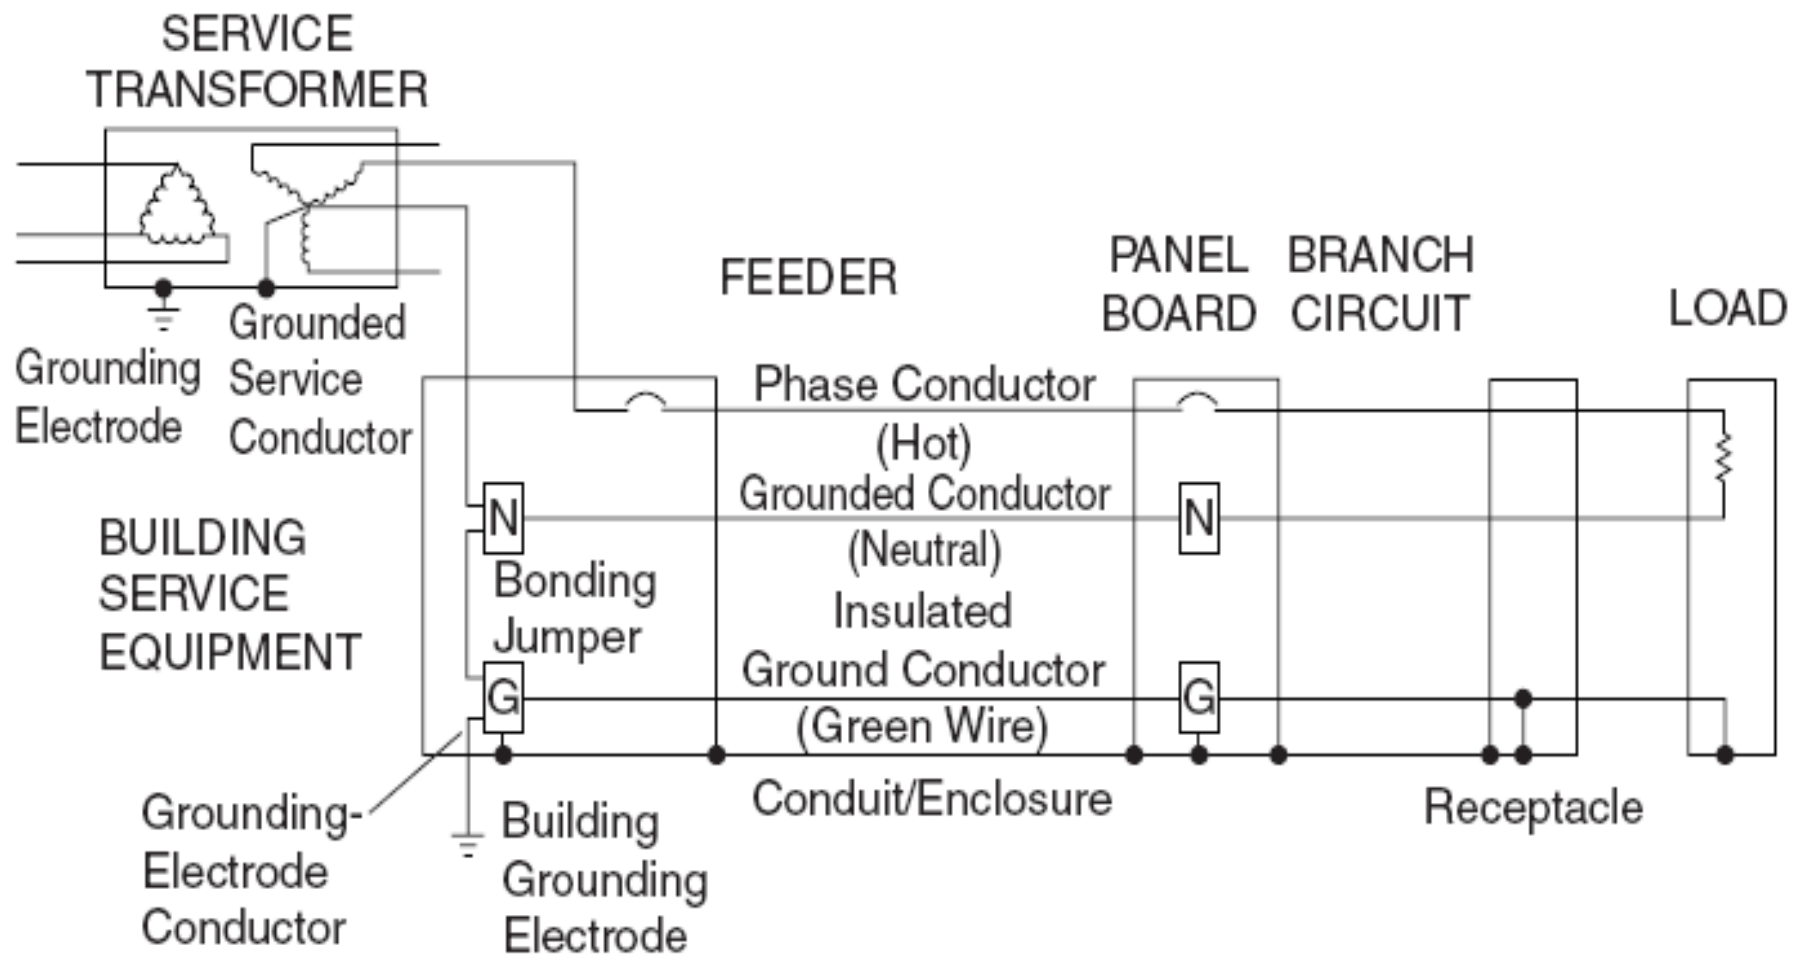 SERVICE
TRANSFORMER
Grounding
Electrode
Grounded
Service
Conductor
FEEDER
PANEL
BOARD
BRANCH
CIRCUIT
LOAD
Phase Conductor
(Hot)
Grounded Conductor
(Neutral)
Insulated
Ground Conductor
(Green Wire)
Conduit/Enclosure
N
N
BUILDING
SERVICE
EQUIPMENT
Bonding
Jumper
G
G
Receptacle
Grounding-
Electrode
Conductor
Building
Grounding
Electrode